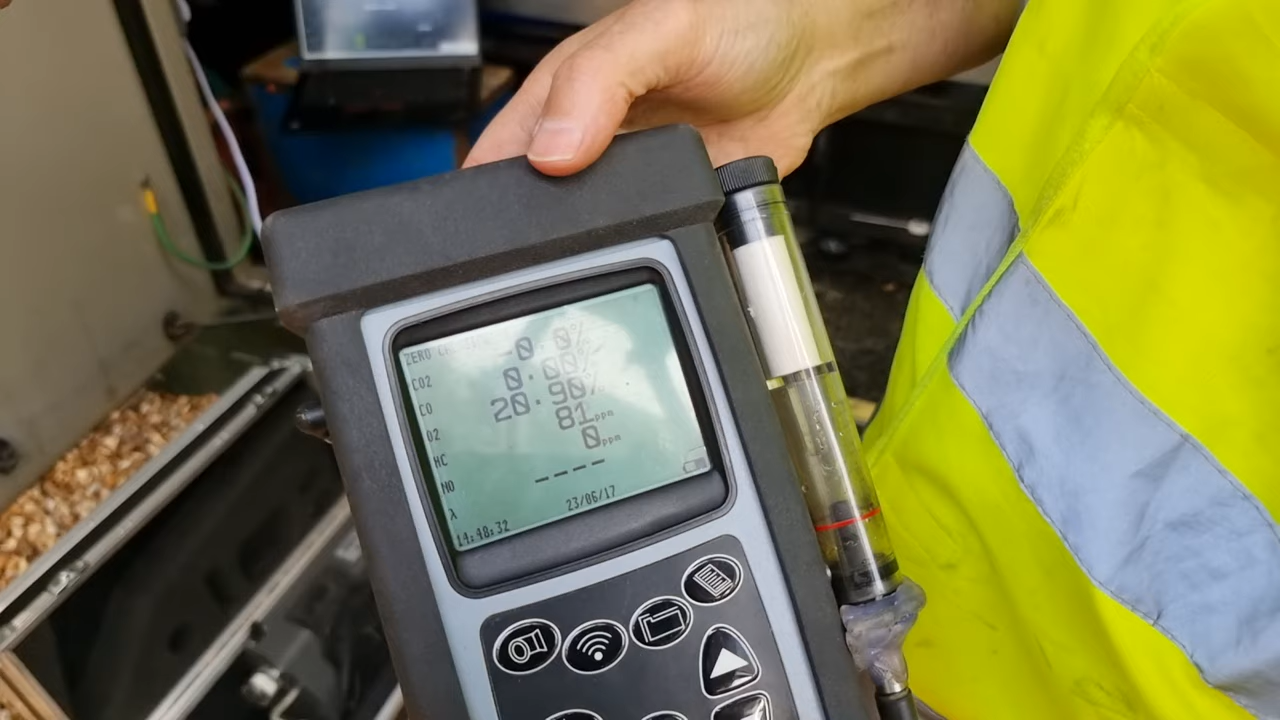 ZERO
CO2 -0.0%
CO 0.00%
O2 20.90%
HC 81ppm
NO 0ppm
λ ----
14:48:32 23/06/17